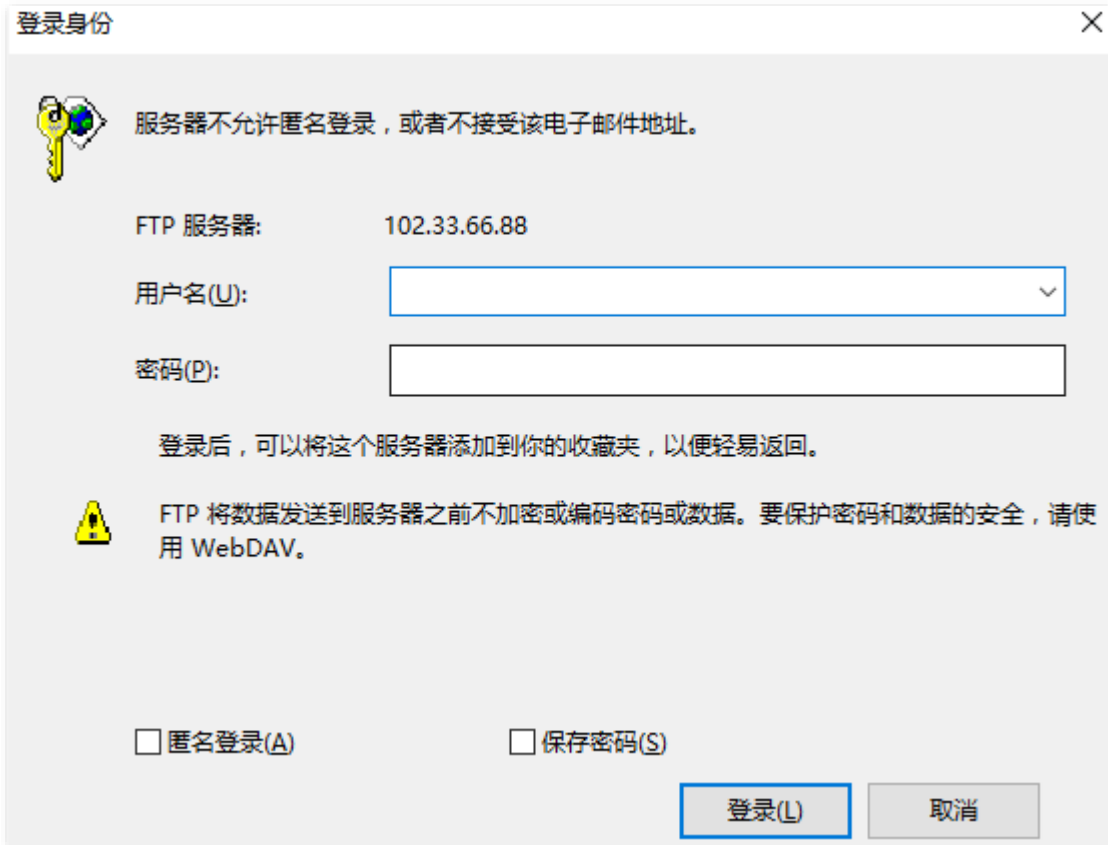 登录身份
服务器不允许匿名登录，或者不接受该电子邮件地址。
FTP 服务器: 102.33.66.88
用户名(U):
密码(P):
登录后，可以将这个服务器添加到你的收藏夹，以便轻易返回。
FTP 将数据发送到服务器之前不加密或编码密码或数据。要保护密码和数据的安全，请使
用 WebDAV。
匿名登录(A) 保存密码(S)
登录(L) 取消